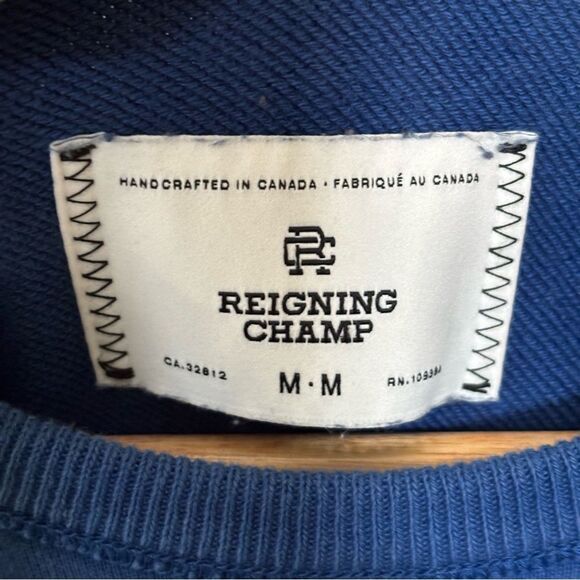 HANDCRAFTED IN CANADA · FABRIQUÉ AU CANADA
RC
REIGNING
CHAMP
CA.32812 M · M